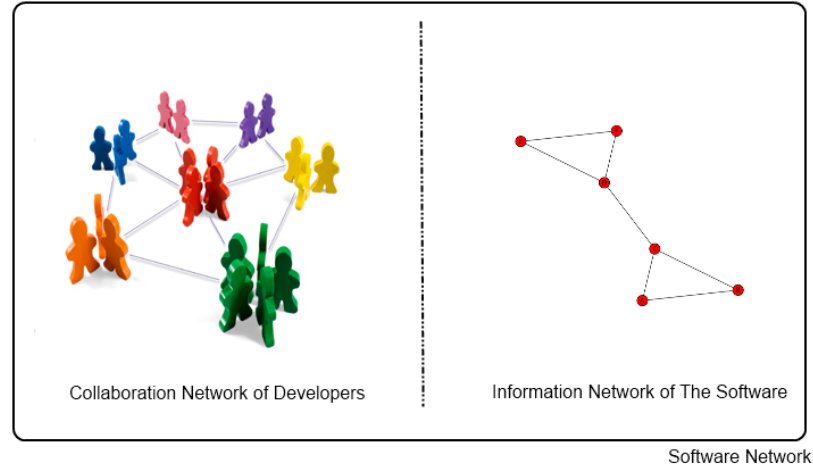 Collaboration Network of Developers
Information Network of The Software
Software Network